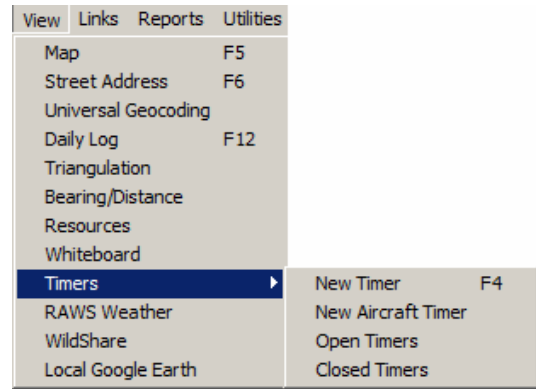 View Links Reports Utilities
Map F5
Street Address F6
Universal Geocoding
Daily Log F12
Triangulation
Bearing/Distance
Resources
Whiteboard
Timers
RAWS Weather
WildShare
Local Google Earth
New Timer F4
New Aircraft Timer
Open Timers
Closed Timers